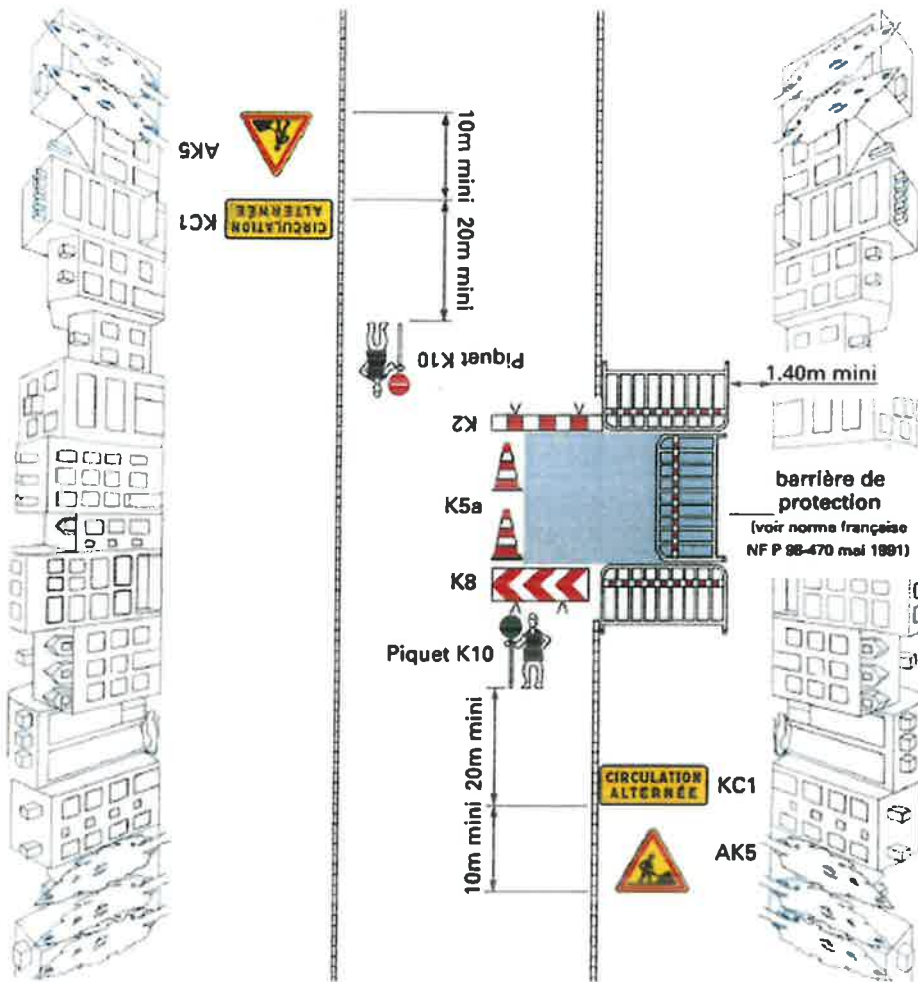 AK5
10m mini
KC1
CIRCULATION
ALTERNÉE
20m mini
Piquet K10
1.40m mini
K2
K5a
barrière de
protection
(voir norme française
NF P 98-470 mai 1991)
K8
Piquet K10
20m mini
CIRCULATION
ALTERNÉE
KC1
10m mini
AK5